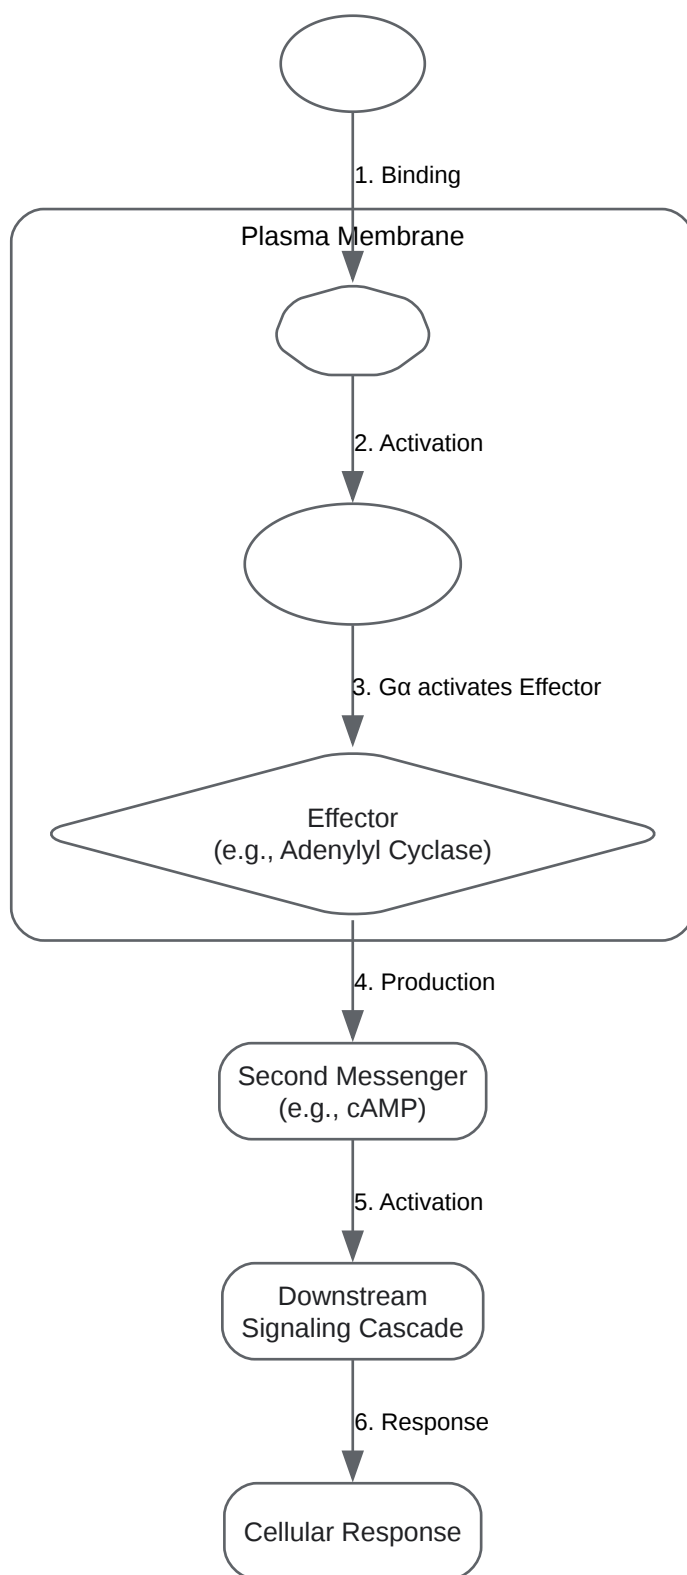 1. Binding
Plasma Membrane
2. Activation
3. Gα activates Effector
Effector
(e.g., Adenylyl Cyclase)
4. Production
Second Messenger
(e.g., cAMP)
5. Activation
Downstream
Signaling Cascade
6. Response
Cellular Response